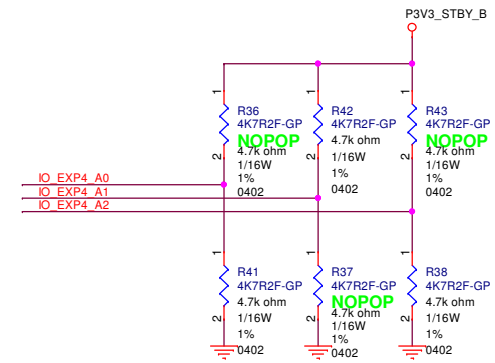 P3V3_STBY_B
1
R36
4K7R2F-GP
NOPOP
4.7k ohm
1/16W
1%
0402
2
1
R42
4K7R2F-GP
4.7k ohm
1/16W
1%
0402
2
1
R43
4K7R2F-GP
NOPOP
4.7k ohm
1/16W
1%
0402
2
IO_EXP4_A0
IO_EXP4_A1
IO_EXP4_A2
1
R41
4K7R2F-GP
4.7k ohm
1/16W
1%
0402
2
1
R37
4K7R2F-GP
NOPOP
4.7k ohm
1/16W
1%
0402
2
1
R38
4K7R2F-GP
4.7k ohm
1/16W
1%
0402
2